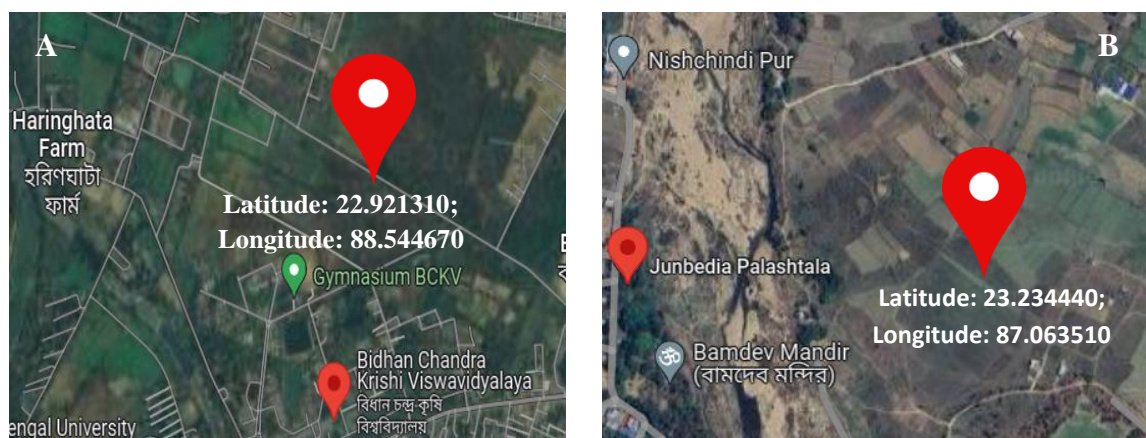 A
Haringhata
Farm
হরিণঘাটা
ফার্ম
Latitude: 22.921310;
Longitude: 88.544670
Gymnasium BCKV
Bidhan Chandra
Krishi Viswavidyalaya
বিধান চন্দ্র কৃষি
বিশ্ববিদ্যালয়
engal University
B
Nishchindi Pur
Junbedia Palashtala
Latitude: 23.234440;
Longitude: 87.063510
Bamdev Mandir
(বামদেব মন্দির)